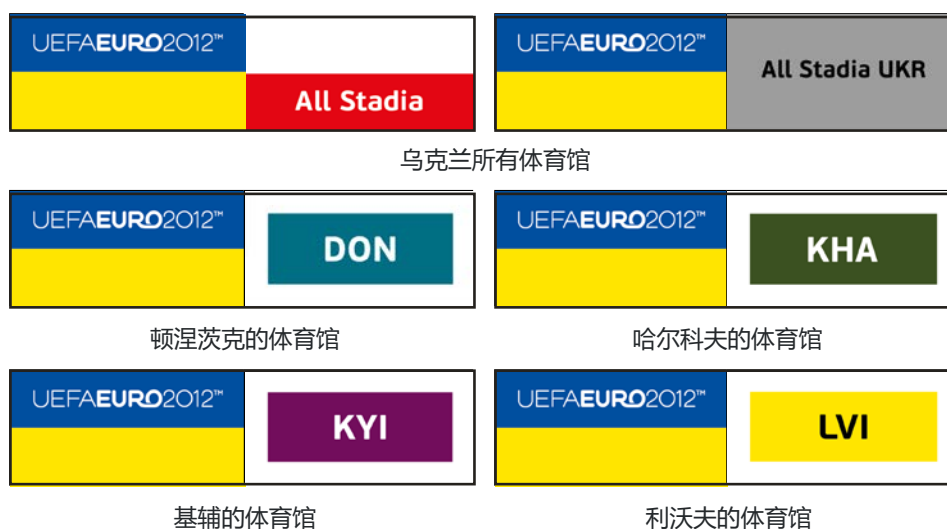 UEFAEURO2012™
All Stadia
UEFAEURO2012™
All Stadia UKR
乌克兰所有体育馆
UEFAEURO2012™
DON
UEFAEURO2012™
KHA
顿涅茨克的体育馆
哈尔科夫的体育馆
UEFAEURO2012™
KYI
UEFAEURO2012™
LVI
基辅的体育馆
利沃夫的体育馆